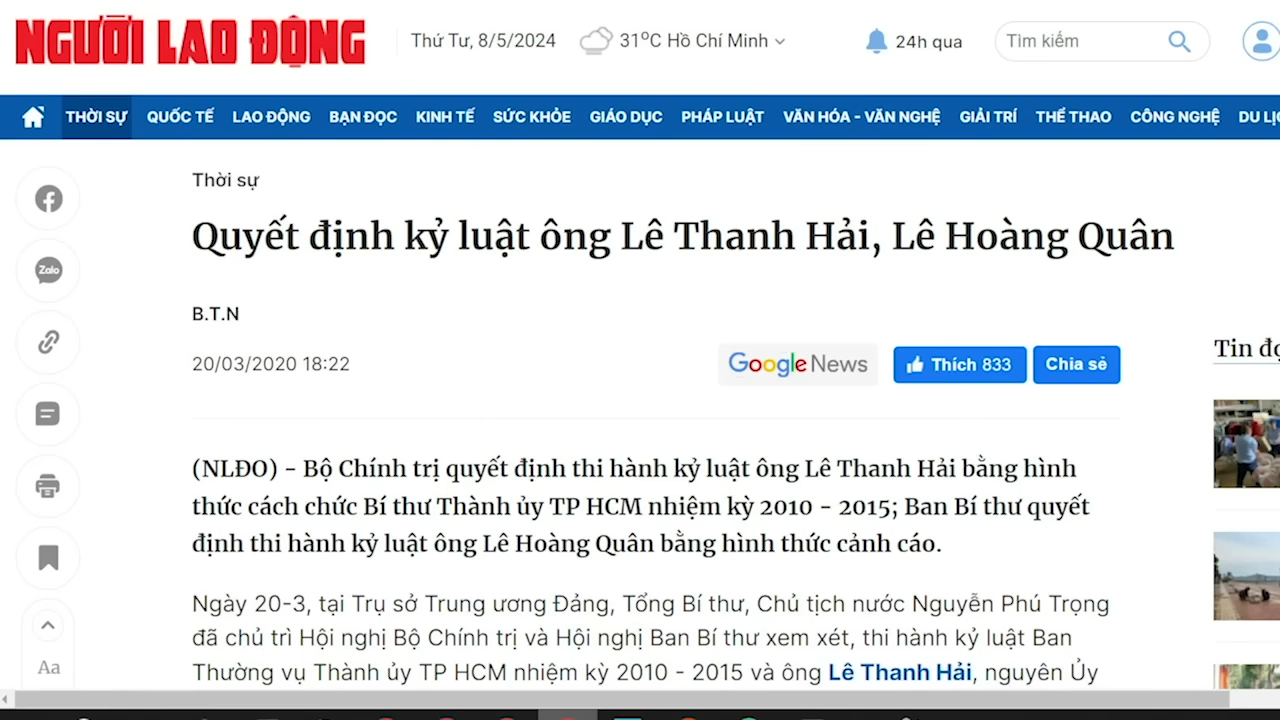 NGƯỜI LAO ĐỘNG
Thứ Tư, 8/5/2024
31°C Hồ Chí Minh
24h qua
Tìm kiếm
THỜI SỰ QUỐC TẾ LAO ĐỘNG BẠN ĐỌC KINH TẾ SỨC KHỎE GIÁO DỤC PHÁP LUẬT VĂN HÓA - VĂN NGHỆ GIẢI TRÍ THỂ THAO CÔNG NGHỆ DU
Thời sự
Quyết định kỷ luật ông Lê Thanh Hải, Lê Hoàng Quân
B.T.N
20/03/2020 18:22
Google News
Thích 833
Chia sẻ
Tin
Zalo
(NLĐO) - Bộ Chính trị quyết định thi hành kỷ luật ông Lê Thanh Hải bằng hình
thức cách chức Bí thư Thành ủy TP HCM nhiệm kỳ 2010 - 2015; Ban Bí thư quyết
định thi hành kỷ luật ông Lê Hoàng Quân bằng hình thức cảnh cáo.
Ngày 20-3, tại Trụ sở Trung ương Đảng, Tổng Bí thư, Chủ tịch nước Nguyễn Phú Trọng
đã chủ trì Hội nghị Bộ Chính trị và Hội nghị Ban Bí thư xem xét, thi hành kỷ luật Ban
Thường vụ Thành ủy TP HCM nhiệm kỳ 2010 - 2015 và ông Lê Thanh Hải, nguyên Ủy
Aa